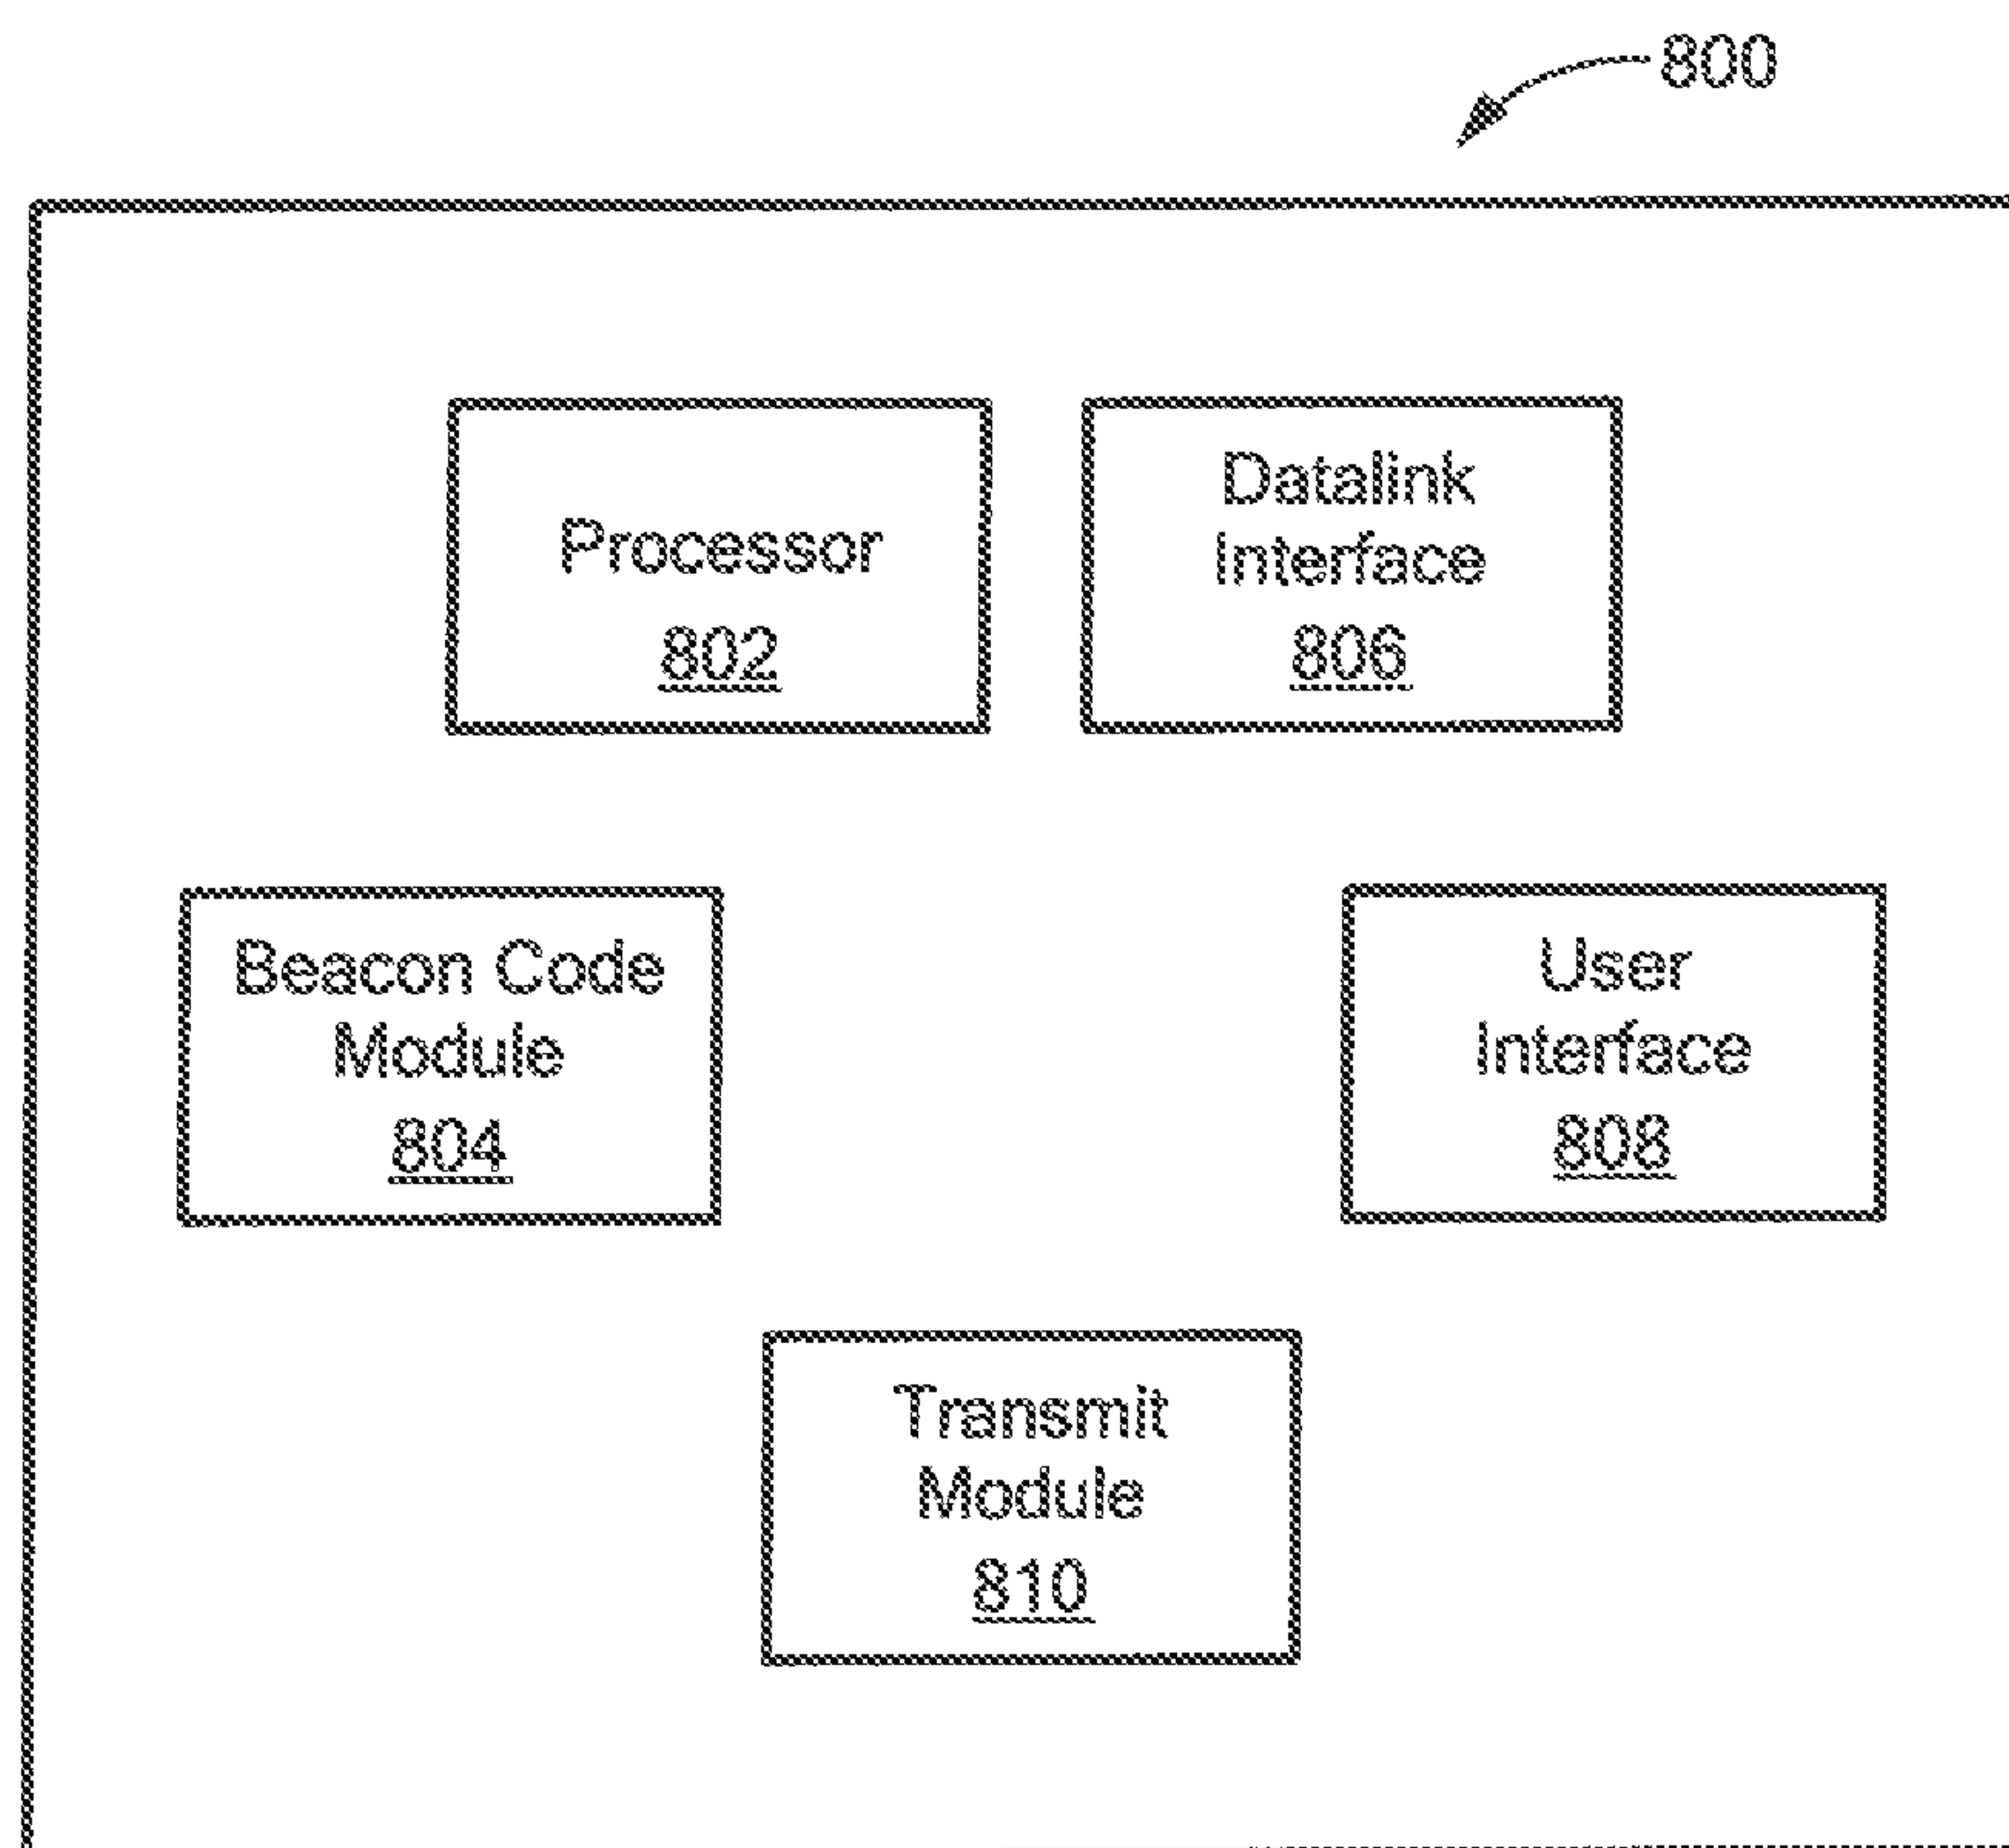 800
Processor
802
Datalink
Interface
806
Beacon Code
Module
804
User
Interface
808
Transmit
Module
810